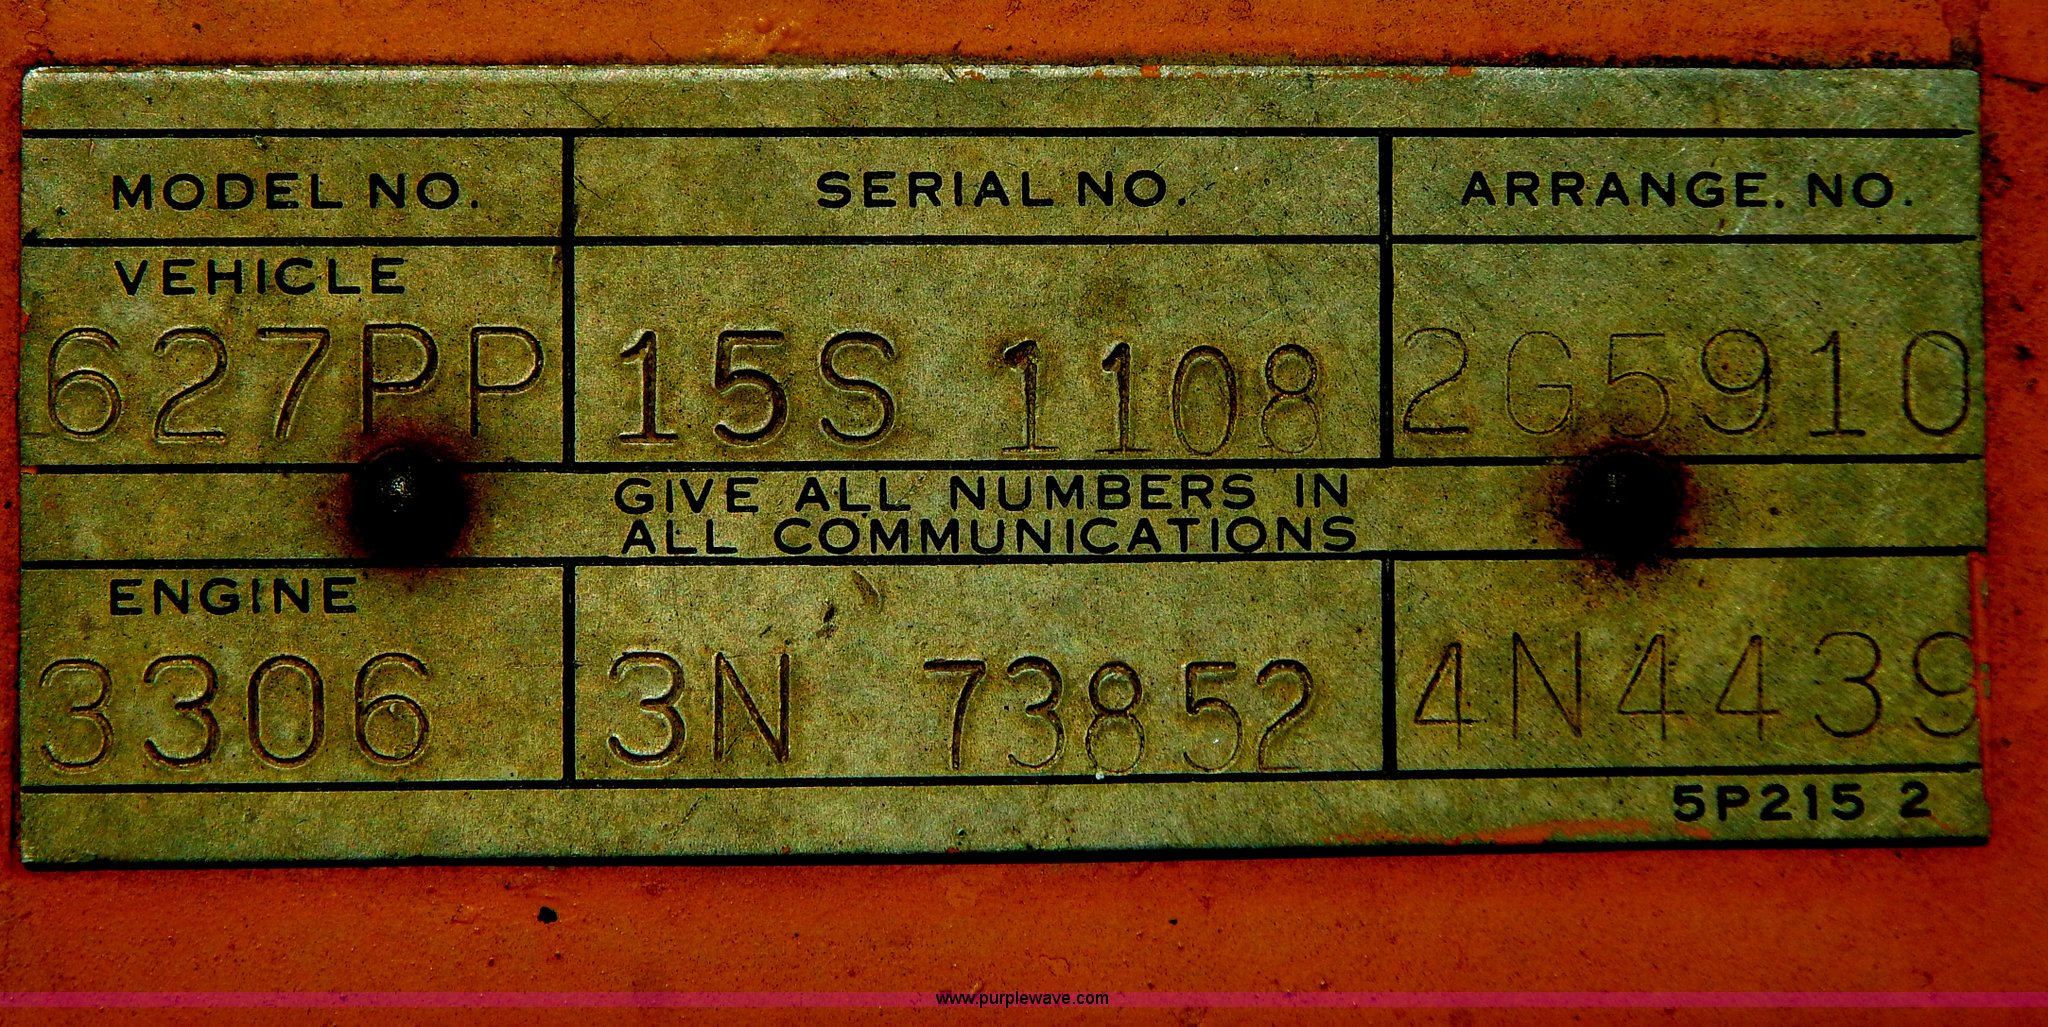 MODEL NO. SERIAL NO. ARRANGE. NO.
VEHICLE
627PP 15S 1108 2G5910
GIVE ALL NUMBERS IN
ALL COMMUNICATIONS
ENGINE
3306 3N 73852 4N4439
5P215 2
www.purplewave.com